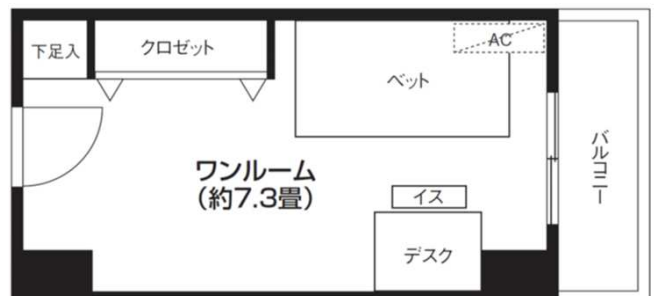 下足入
クロゼット
AC
ベット
バルコニー
ワンルーム
(約7.3畳)
イス
デスク